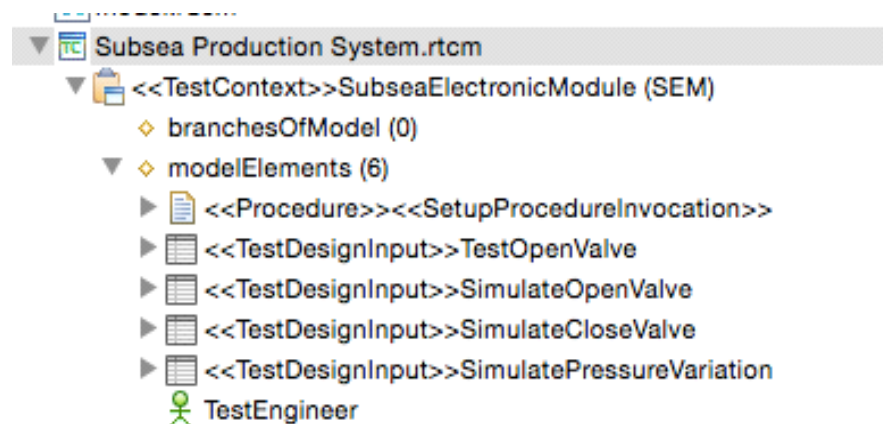 Subsea Production System.rtcm
<<TestContext>>SubseaElectronicModule (SEM)
branchesOfModel (0)
modelElements (6)
<<Procedure>><<SetupProcedureInvocation>>
<<TestDesignInput>>TestOpenValve
<<TestDesignInput>>SimulateOpenValve
<<TestDesignInput>>SimulateCloseValve
<<TestDesignInput>>SimulatePressureVariation
TestEngineer